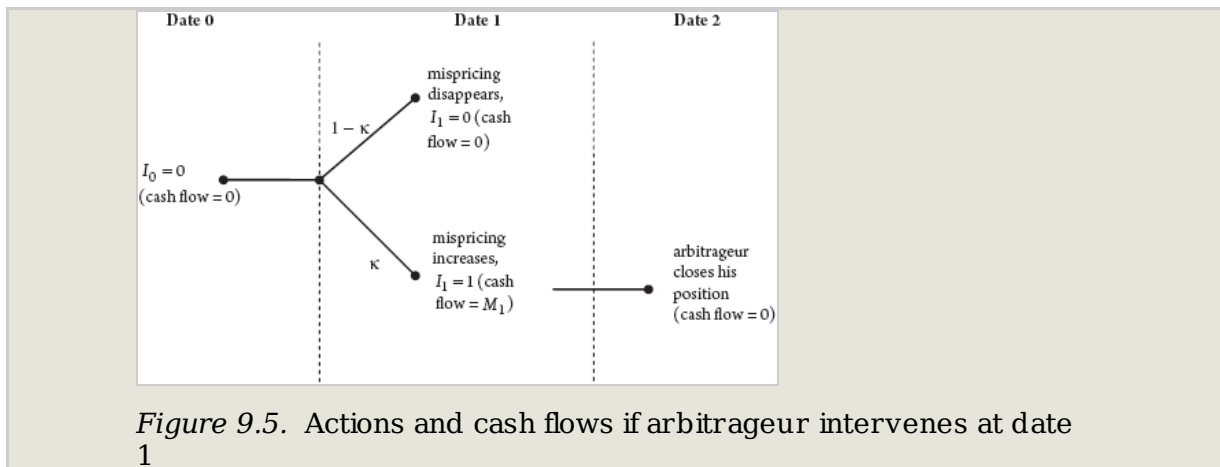 Date 0 Date 1 Date 2
mispricing
disappears,
I₁ = 0 (cash
flow = 0)
1 − κ
I₀ = 0
(cash flow = 0)
mispricing
increases,
I₁ = 1 (cash
flow = M₁)
κ
arbitrageur
closes his
position
(cash flow = 0)
Figure 9.5. Actions and cash flows if arbitrageur intervenes at date
1